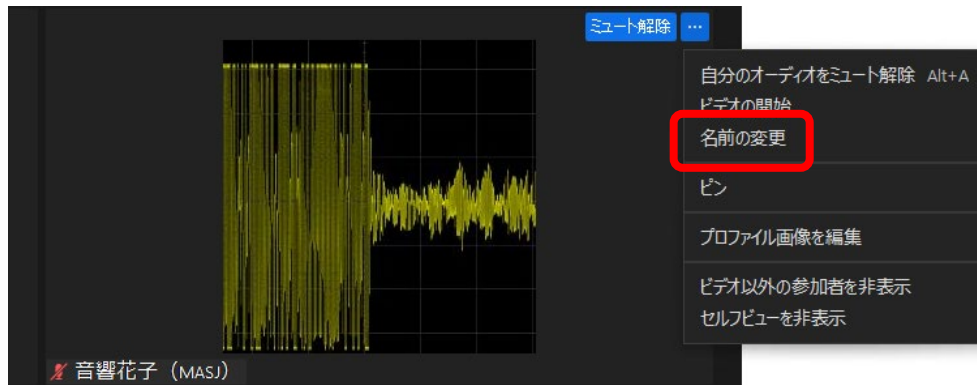 ミュート解除 …
自分のオーディオをミュート解除 Alt+A
ビデオの開始
名前の変更
ピン
プロファイル画像を編集
ビデオ以外の参加者を非表示
セルフビューを非表示
音響花子（MASJ）